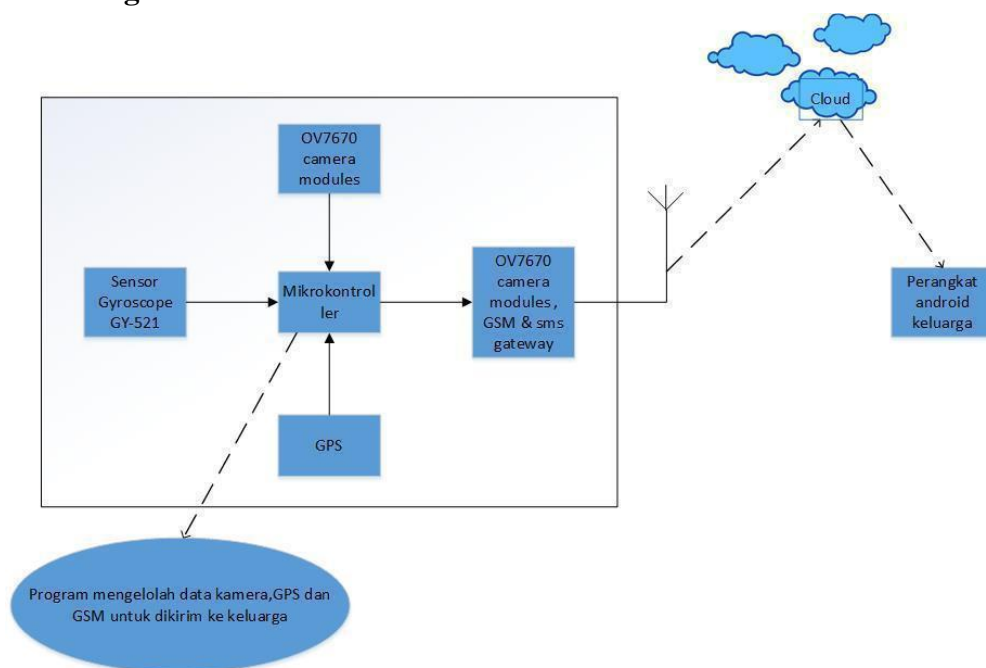 Cloud
OV7670
camera
modules
Sensor
Gyroscope
GY-521
Mikrokontrol
ler
OV7670
camera
modules,
GSM & sms
gateway
Perangkat
android
keluarga
GPS
Program mengelolah data kamera,GPS dan
GSM untuk dikirim ke keluarga